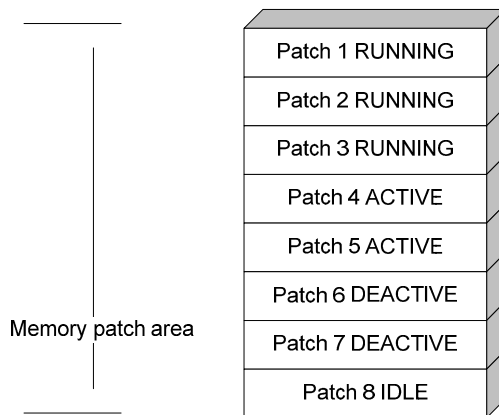 Patch 1 RUNNING
Patch 2 RUNNING
Patch 3 RUNNING
Patch 4 ACTIVE
Patch 5 ACTIVE
Patch 6 DEACTIVE
Memory patch area
Patch 7 DEACTIVE
Patch 8 IDLE